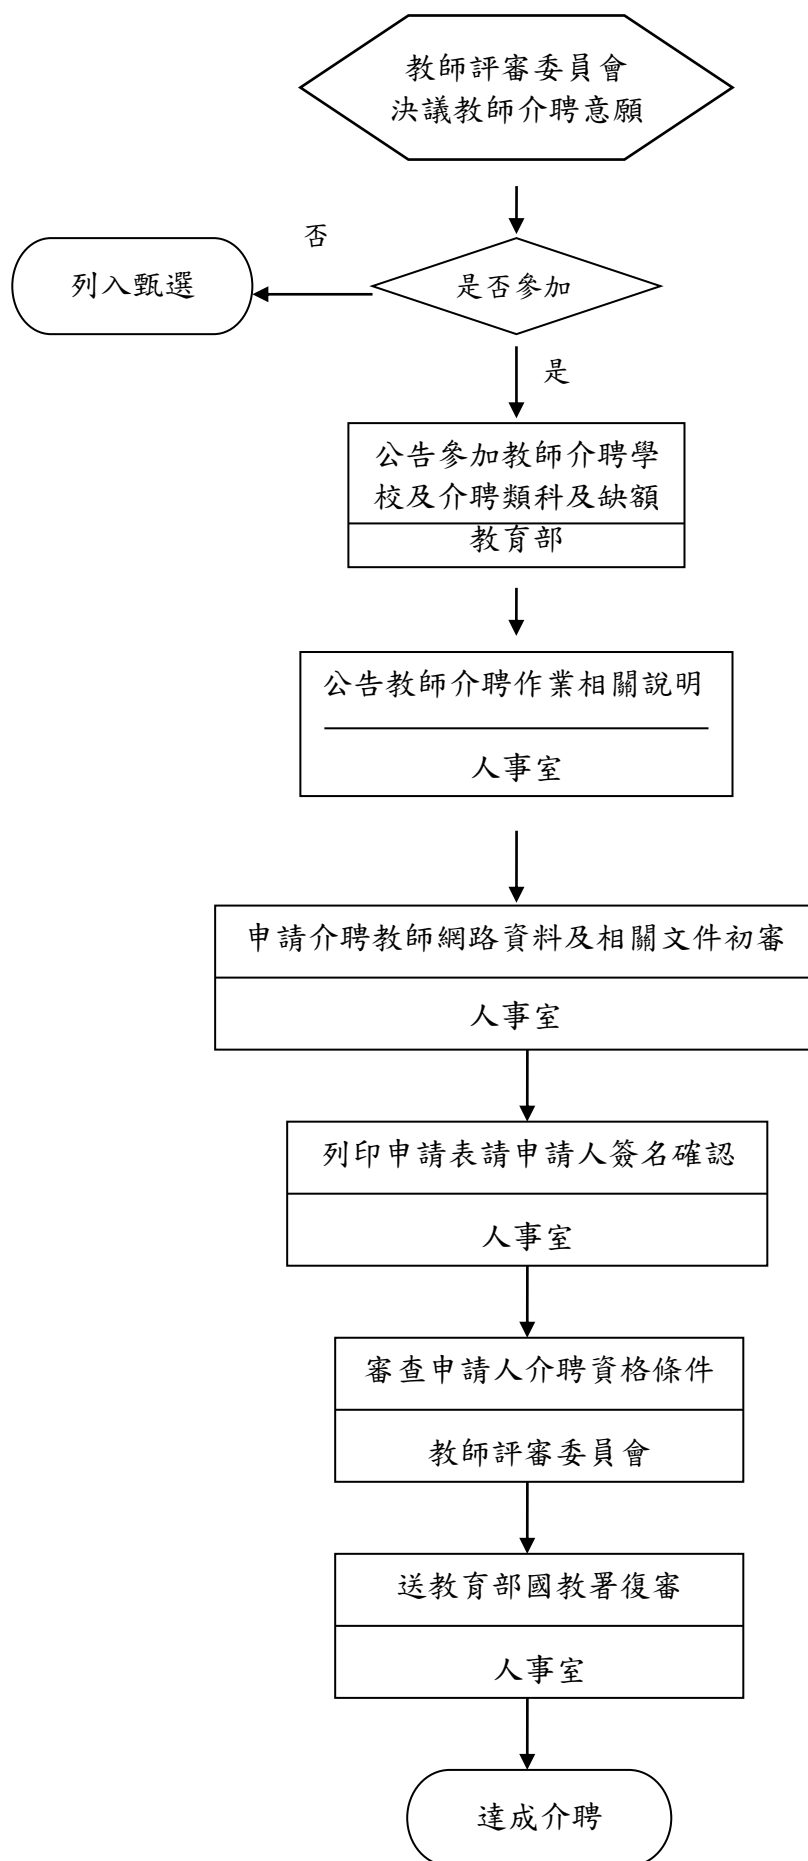 教師評審委員會
決議教師介聘意願
否
列入甄選
是否參加
是
公告參加教師介聘學
校及介聘類科及缺額
教育部
公告教師介聘作業相關說明
人事室
申請介聘教師網路資料及相關文件初審
人事室
列印申請表請申請人簽名確認
人事室
審查申請人介聘資格條件
教師評審委員會
送教育部國教署復審
人事室
達成介聘